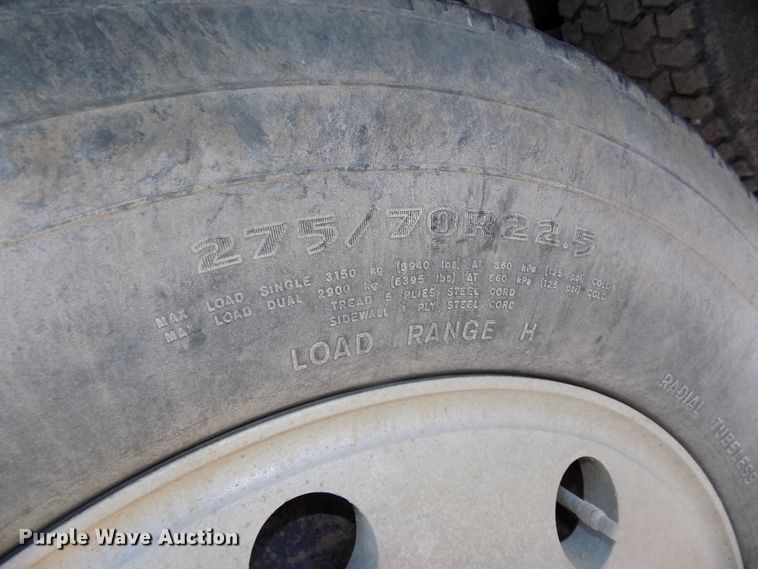 275/70R22.5
MAX LOAD SINGLE 3150 kg (6940 lbs) AT 860 kPa (125 psi) COLD
MAX LOAD DUAL 2900 kg (6395 lbs) AT 860 kPa (125 psi) COLD
TREAD 5 PLIES STEEL CORD
SIDEWALL 1 PLY STEEL CORD
LOAD RANGE H
RADIAL TUBELESS
Purple Wave Auction